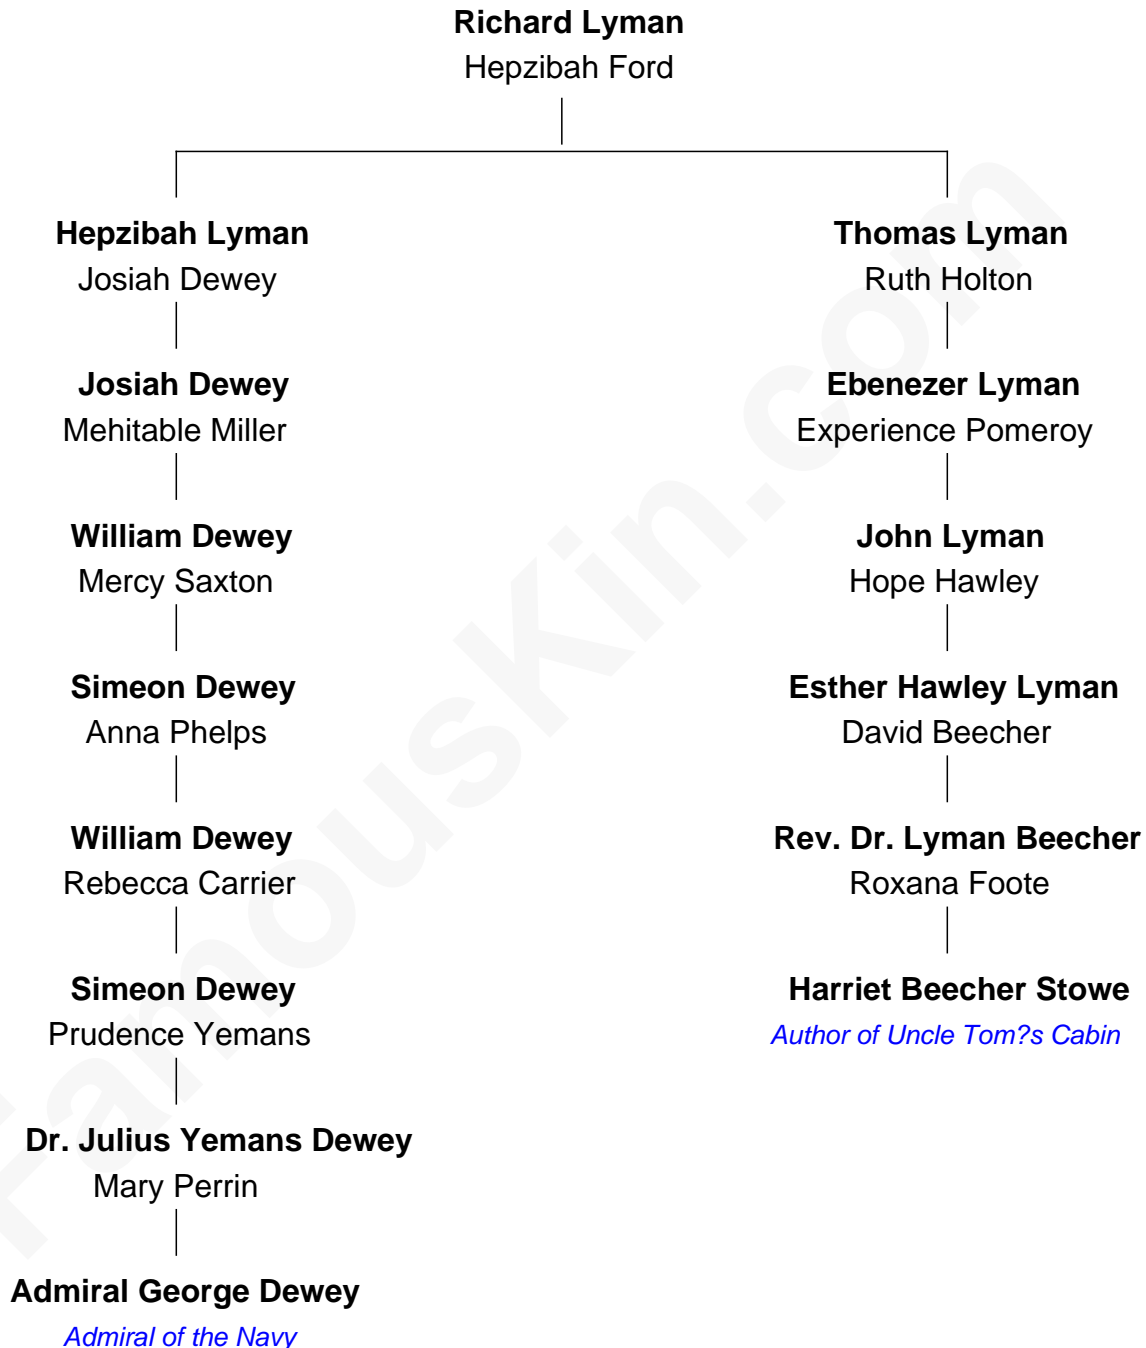 Richard Lyman
Hepzibah Ford
Hepzibah Lyman
Josiah Dewey
Josiah Dewey
Mehitable Miller
William Dewey
Mercy Saxton
Simeon Dewey
Anna Phelps
William Dewey
Rebecca Carrier
Simeon Dewey
Prudence Yemans
Dr. Julius Yemans Dewey
Mary Perrin
Admiral George Dewey
Admiral of the Navy
Thomas Lyman
Ruth Holton
Ebenezer Lyman
Experience Pomeroy
John Lyman
Hope Hawley
Esther Hawley Lyman
David Beecher
Rev. Dr. Lyman Beecher
Roxana Foote
Harriet Beecher Stowe
Author of Uncle Tom?s Cabin
FamousKin.com